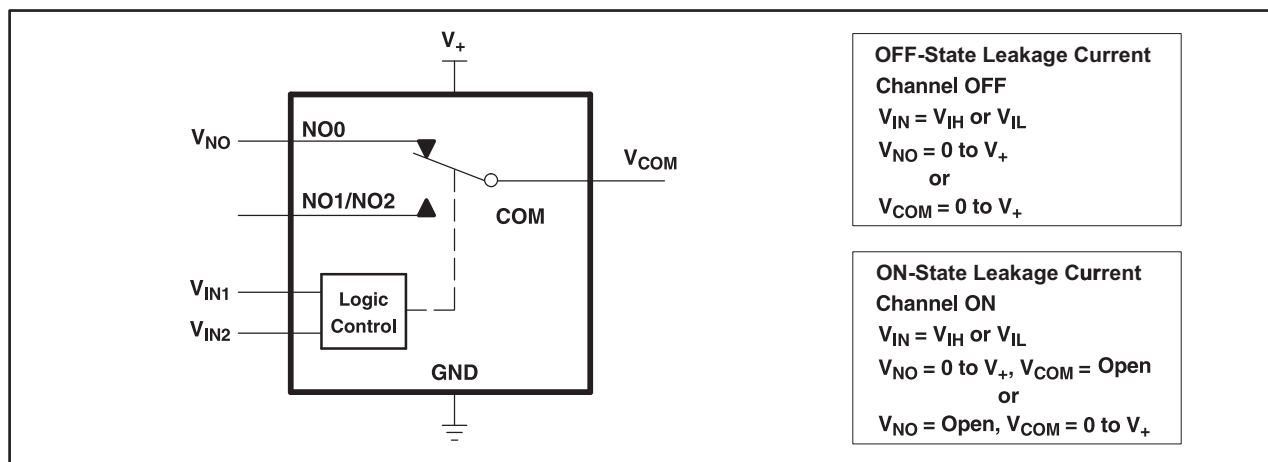 V+
VNO
NO0
VCOM
NO1/NO2
COM
VIN1
Logic
Control
VIN2
GND
OFF-State Leakage Current
Channel OFF
VIN = VIH or VIL
VNO = 0 to V+
or
VCOM = 0 to V+
ON-State Leakage Current
Channel ON
VIN = VIH or VIL
VNO = 0 to V+, VCOM = Open
or
VNO = Open, VCOM = 0 to V+